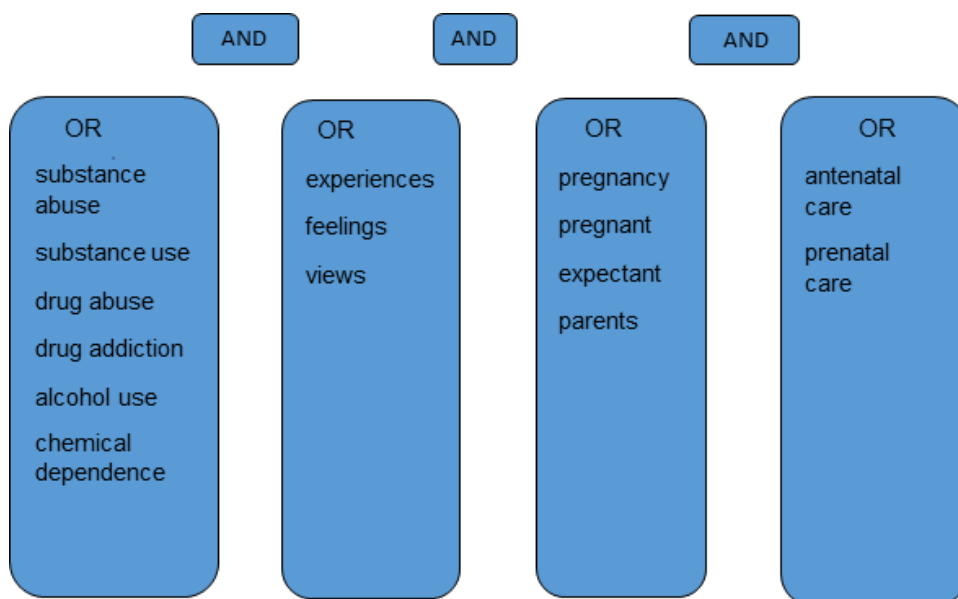 AND
AND
AND
OR
substance
abuse
substance use
drug abuse
drug addiction
alcohol use
chemical
dependence
OR
experiences
feelings
views
OR
pregnancy
pregnant
expectant
parents
OR
antenatal
care
prenatal
care